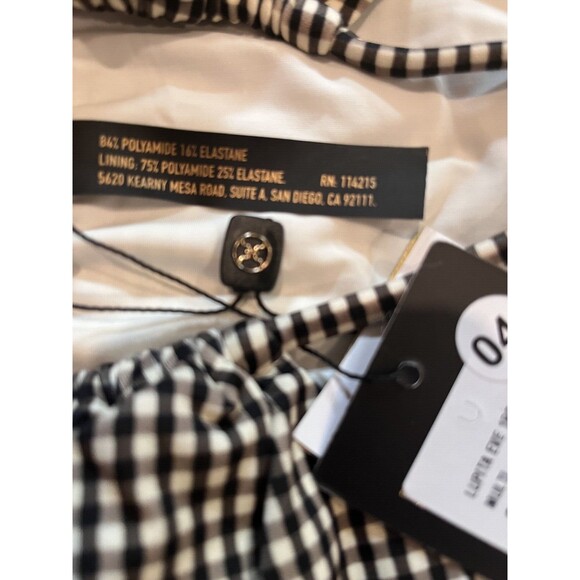 84% POLYAMIDE 16% ELASTANE
LINING: 75% POLYAMIDE 25% ELASTANE. RN: 114215
5620 KEARNY MESA ROAD, SUITE A, SAN DIEGO, CA 92111.
04
LUPITA EVE